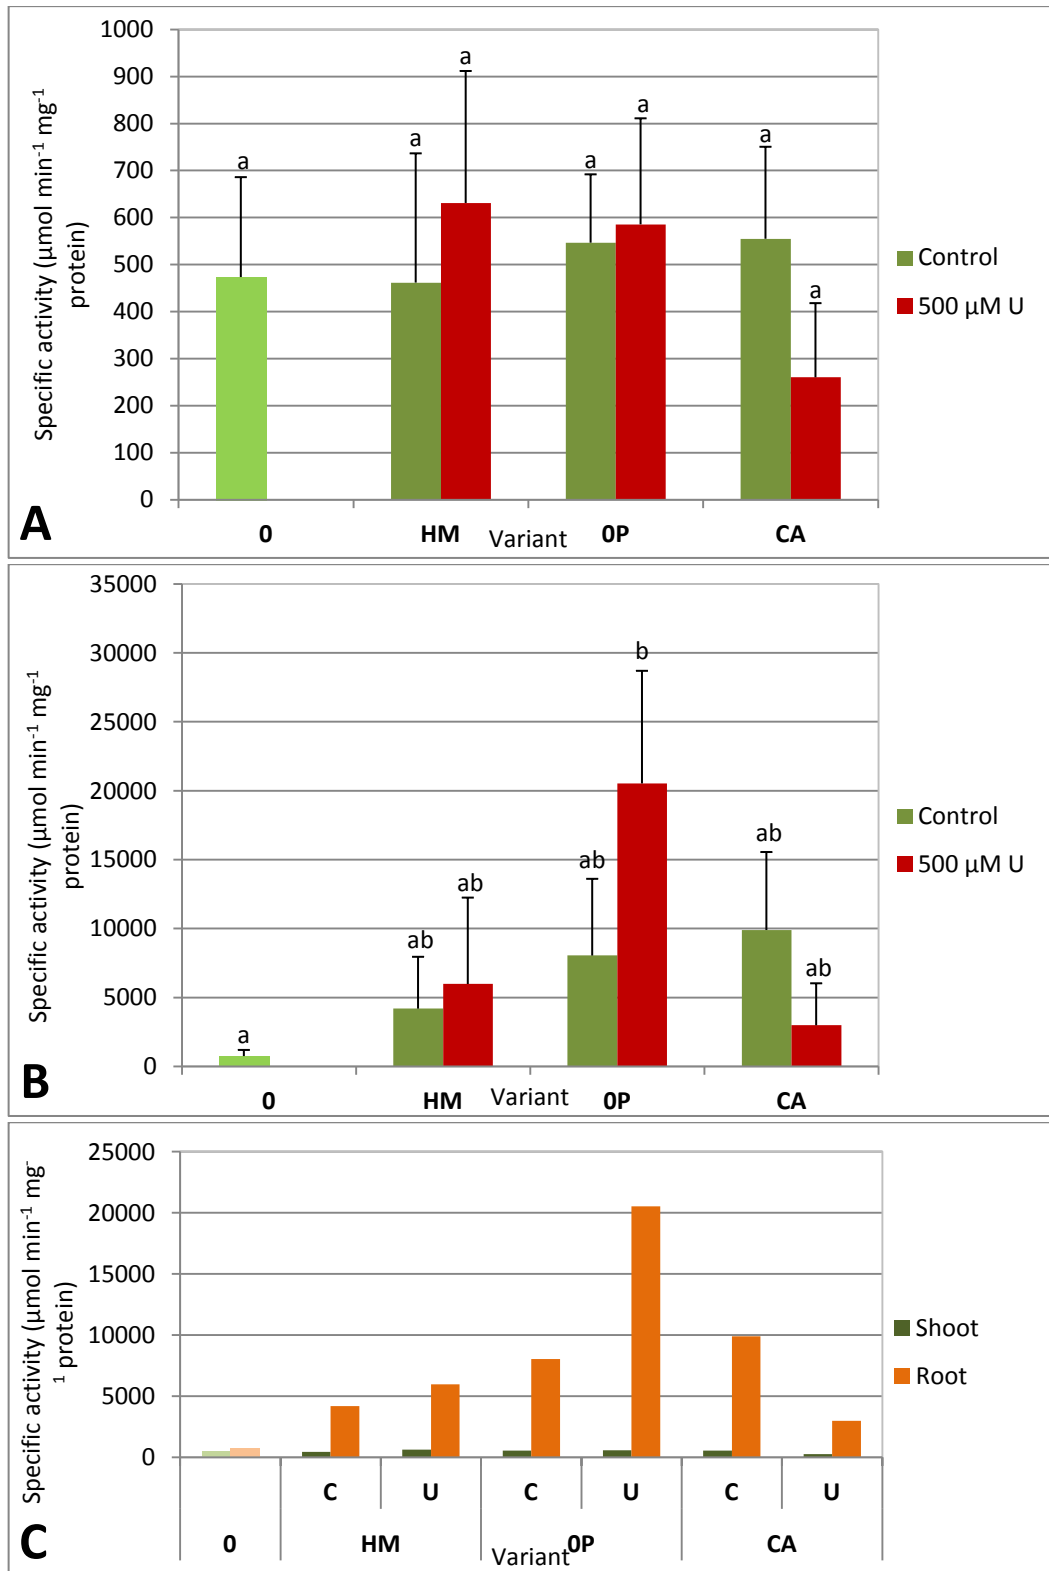 1000
900
800
700
600
500
400
300
200
100
0
Specific activity (µmol min⁻¹ mg⁻¹
protein)
a
a
a
a
a
a
a
Control
500 µM U
A
0
HM
Variant
0P
CA
35000
30000
25000
20000
15000
10000
5000
0
Specific activity (µmol min⁻¹ mg⁻¹
protein)
a
ab
ab
ab
b
ab
ab
Control
500 µM U
B
0
HM
Variant
0P
CA
25000
20000
15000
10000
5000
0
Specific activity (µmol min⁻¹ mg⁻
¹ protein)
Shoot
Root
C U C U C U
C
0
HM
Variant
0P
CA